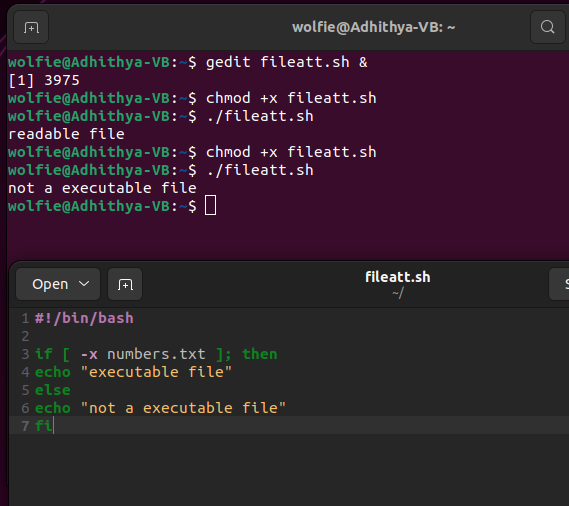 wolfie@Adhithya-VB: ~
wolfie@Adhithya-VB:~$ gedit fileatt.sh &
[1] 3975
wolfie@Adhithya-VB:~$ chmod +x fileatt.sh
wolfie@Adhithya-VB:~$ ./fileatt.sh
readable file
wolfie@Adhithya-VB:~$ chmod +x fileatt.sh
wolfie@Adhithya-VB:~$ ./fileatt.sh
not a executable file
wolfie@Adhithya-VB:~$
Open
fileatt.sh
~/
1 #!/bin/bash
2
3 if [ -x numbers.txt ]; then
4 echo "executable file"
5 else
6 echo "not a executable file"
7 fi